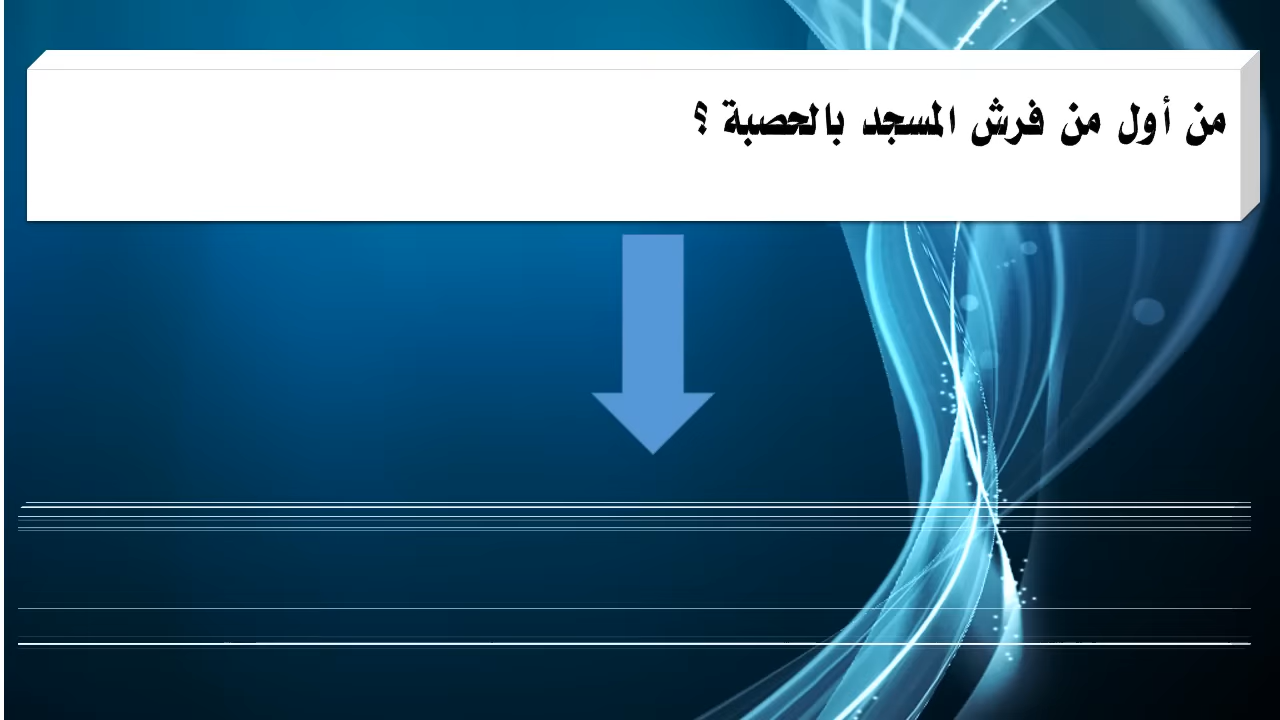 من أول من فرش المسجد بالحصبة ؟